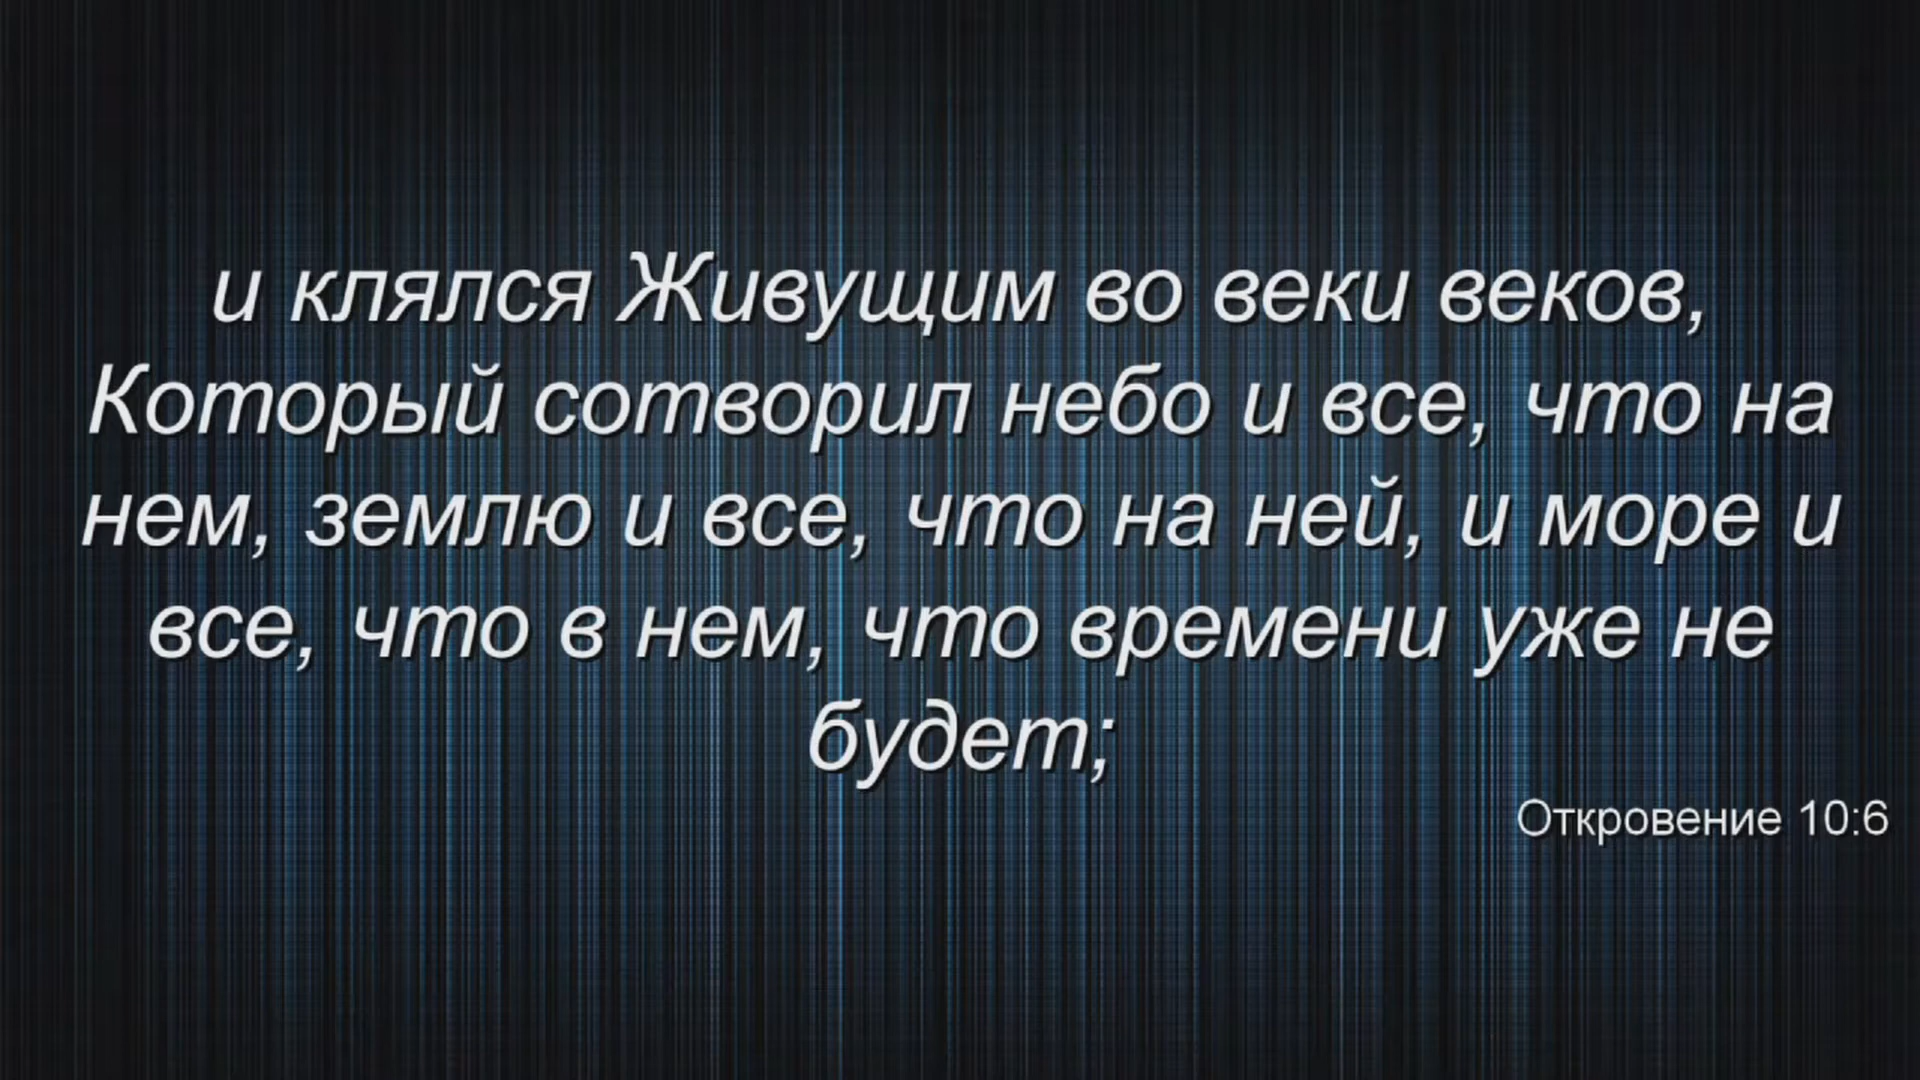 и клялся Живущим во веки веков,
Который сотворил небо и все, что на
нем, землю и все, что на ней, и море и
все, что в нем, что времени уже не
будет;
Откровение 10:6